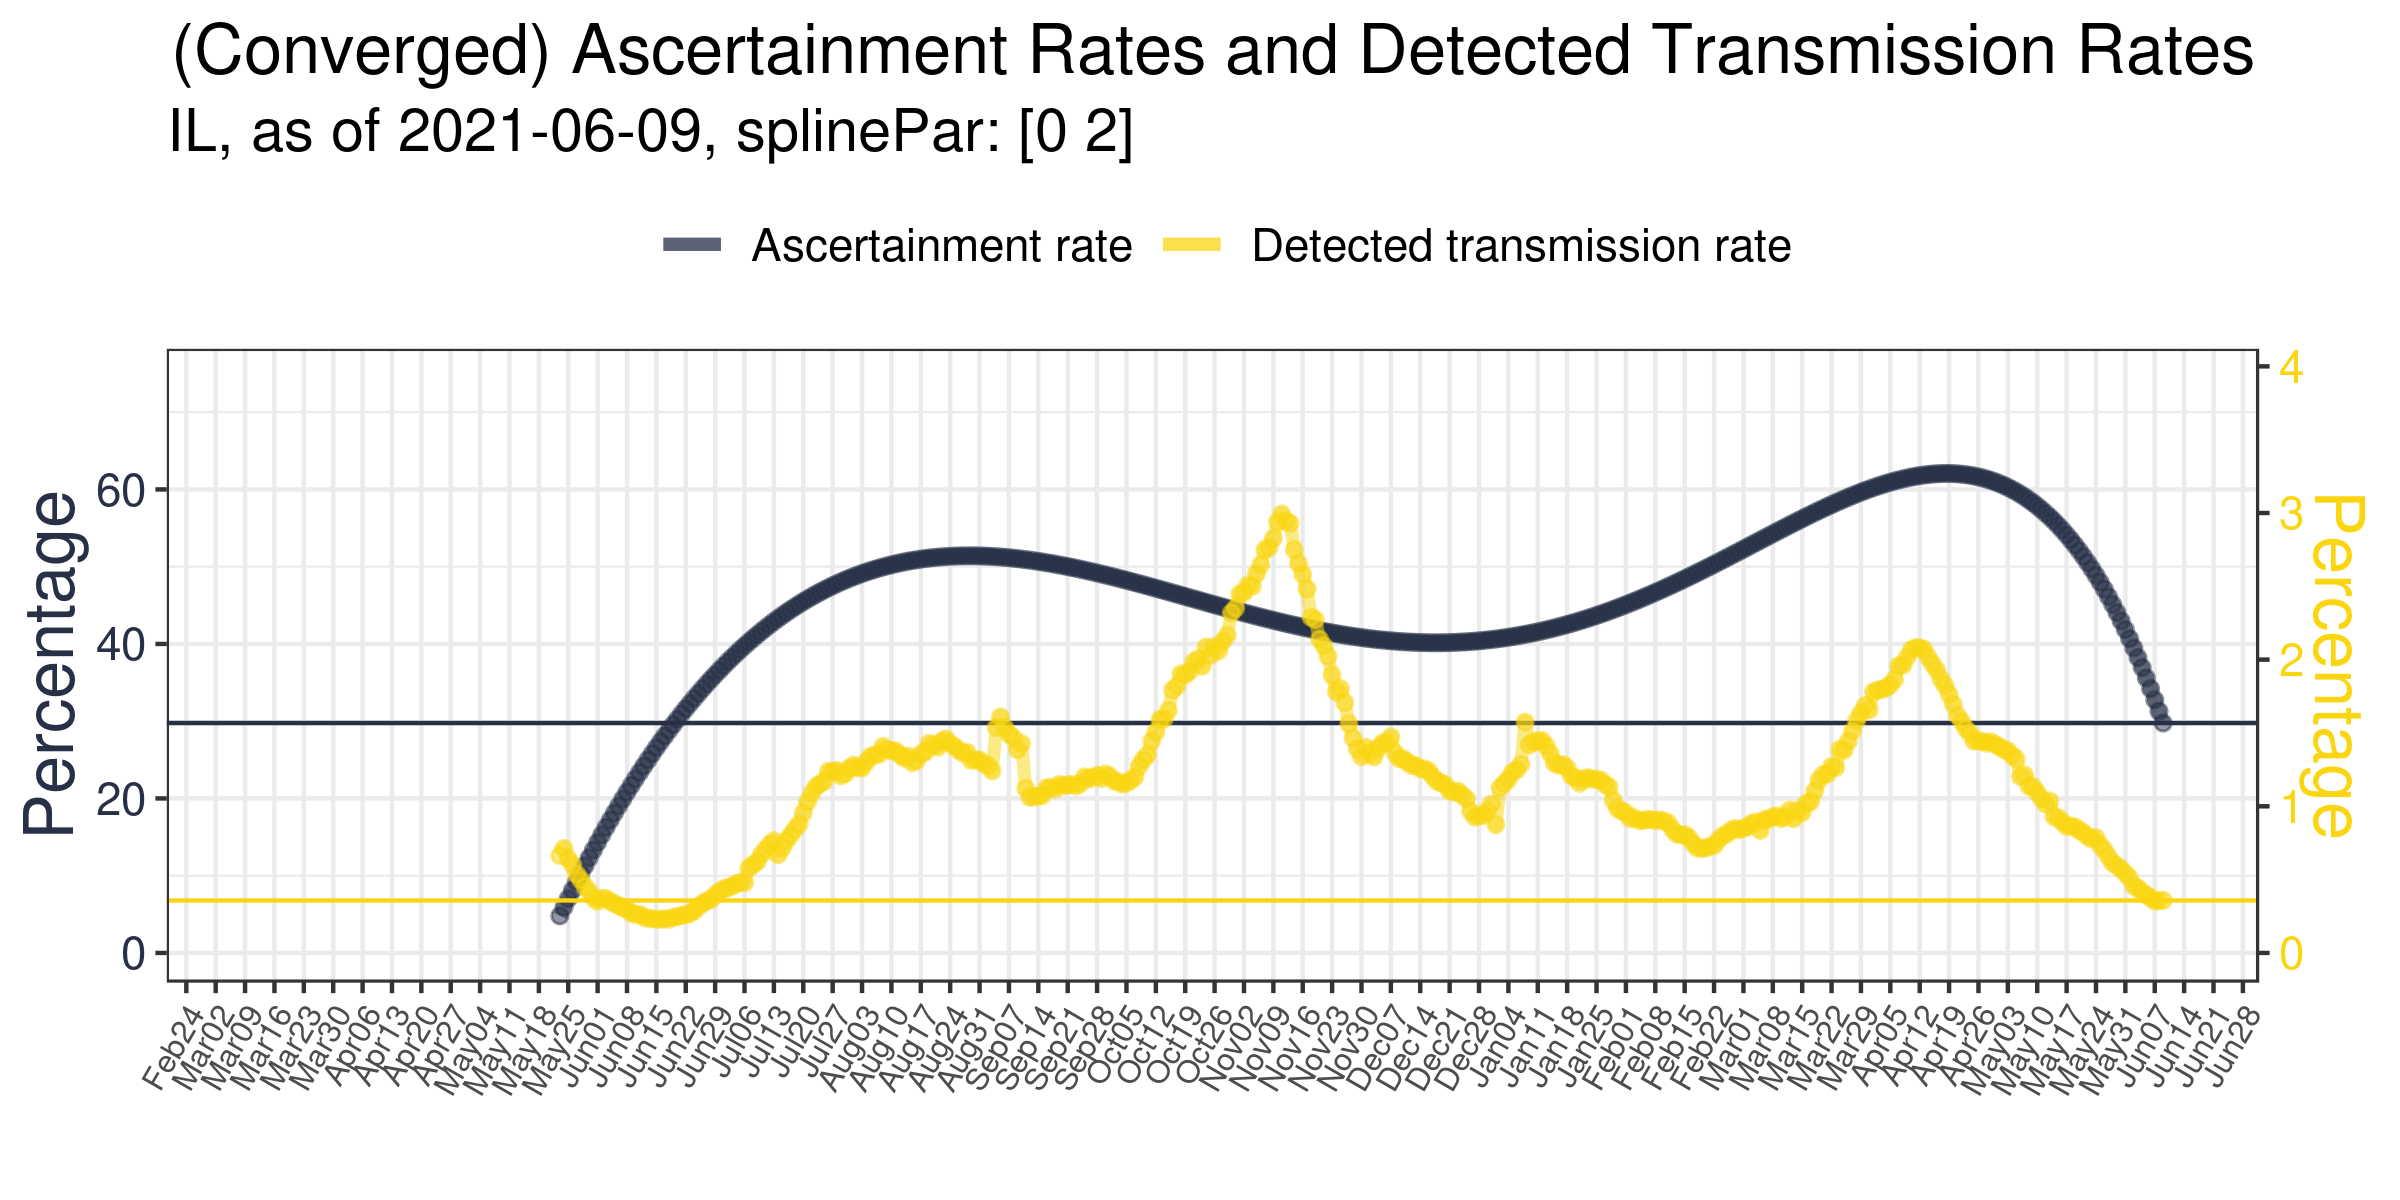 (Converged) Ascertainment Rates and Detected Transmission Rates
IL, as of 2021-06-09, splinePar: [0 2]
Ascertainment rate
Detected transmission rate
Percentage
60
40
20
0
4
3
2
1
0
Percentage
Feb24
Mar02
Mar09
Mar16
Mar23
Mar30
Apr06
Apr13
Apr20
Apr27
May04
May11
May18
May25
Jun01
Jun08
Jun15
Jun22
Jun29
Jul06
Jul13
Jul20
Jul27
Aug03
Aug10
Aug17
Aug24
Aug31
Sep07
Sep14
Sep21
Sep28
Oct05
Oct12
Oct19
Oct26
Nov02
Nov09
Nov16
Nov23
Nov30
Dec07
Dec14
Dec21
Dec28
Jan04
Jan11
Jan18
Jan25
Feb01
Feb08
Feb15
Feb22
Mar01
Mar08
Mar15
Mar22
Mar29
Apr05
Apr12
Apr19
Apr26
May03
May10
May17
May24
May31
Jun07
Jun14
Jun21
Jun28